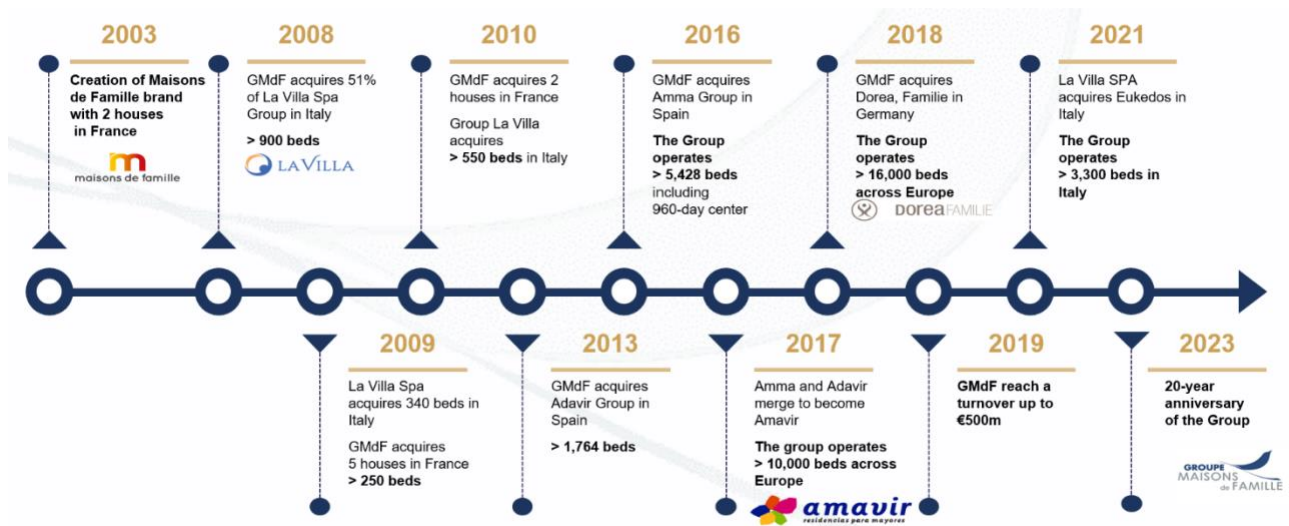 2003
Creation of Maisons
de Famille brand
with 2 houses
in France
m
maisons de famille
2008
GMdF acquires 51%
of La Villa Spa
Group in Italy
> 900 beds
LAVILLA
2010
GMdF acquires 2
houses in France
Group La Villa
acquires
> 550 beds in Italy
2016
GMdF acquires
Amma Group in
Spain
The Group
operates
> 5,428 beds
including
960-day center
2018
GMdF acquires
Dorea, Familie in
Germany
The Group
operates
> 16,000 beds
across Europe
DOREAFAMILIE
2021
La Villa SPA
acquires Eukedos in
Italy
The Group
operates
> 3,300 beds in
Italy
2009
La Villa Spa
acquires 340 beds in
Italy
GMdF acquires
5 houses in France
> 250 beds
2013
GMdF acquires
Adavir Group in
Spain
> 1,764 beds
2017
Amma and Adavir
merge to become
Amavir
The group operates
> 10,000 beds across
Europe
amavir
residencias para mayores
2019
GMdF reach a
turnover up to
€500m
2023
20-year
anniversary
of the Group
GROUPE
MAISONS
de FAMILLE